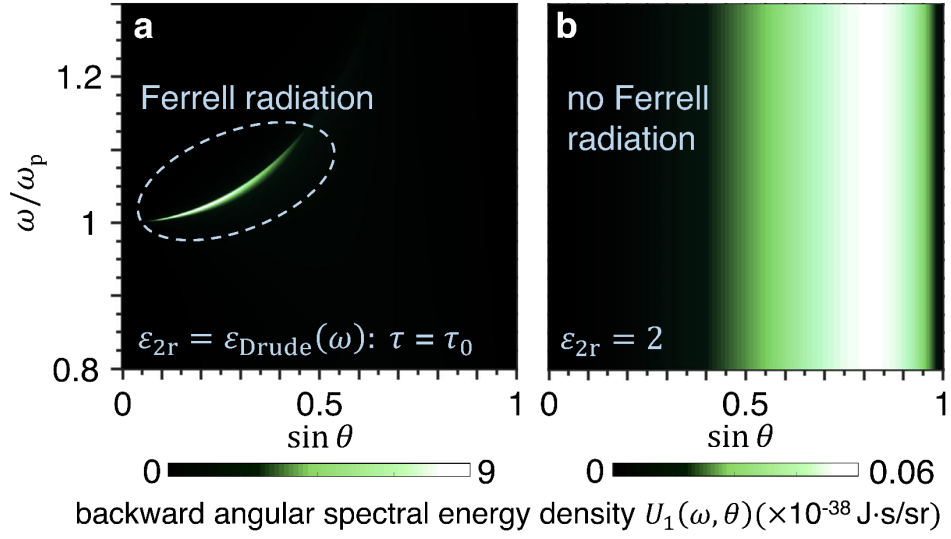 a
b
1.2
Ferrell radiation
no Ferrell
radiation
ω/ωₚ
1
ε₂ᵣ = ε_Drude(ω): τ = τ₀
ε₂ᵣ = 2
0.8
0 0.5 1
0 0.5 1
sin θ
sin θ
0 9
0 0.06
backward angular spectral energy density U₁(ω, θ)(×10⁻³⁸ J·s/sr)